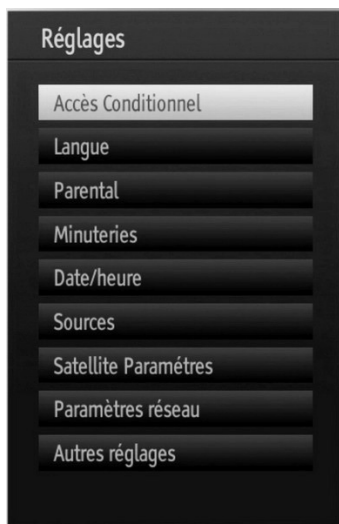 Réglages
Accès Conditionnel
Langue
Parental
Minuteries
Date/heure
Sources
Satellite Paramétres
Paramètres réseau
Autres réglages